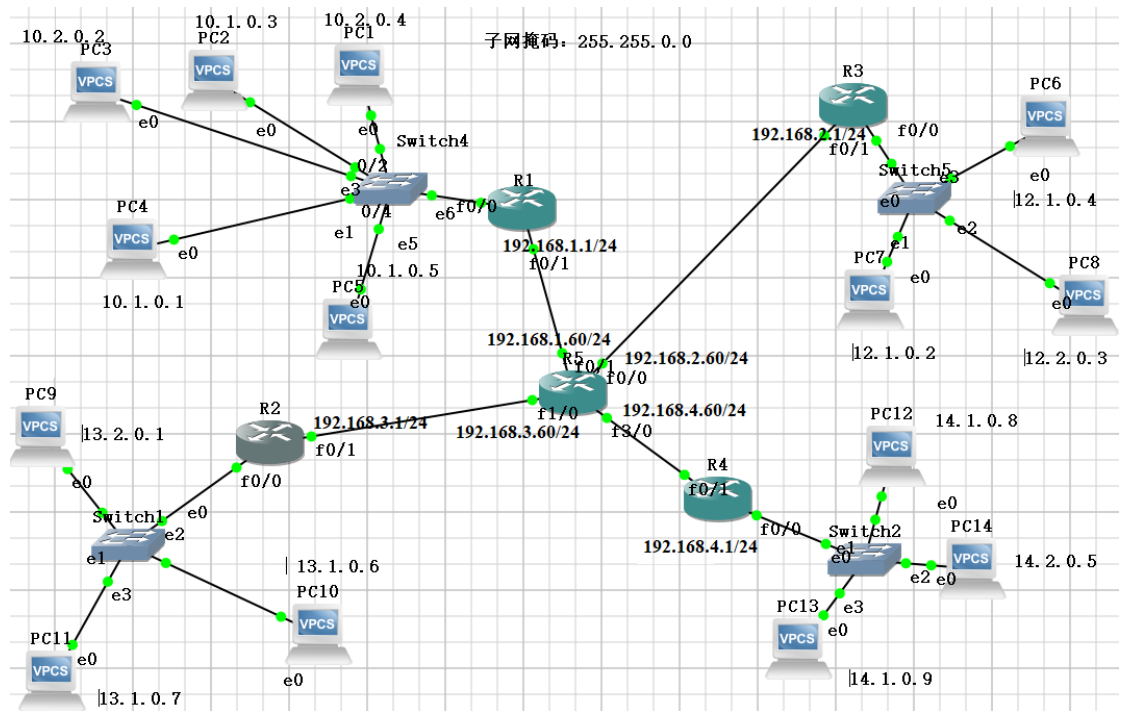 10.2.0.2
PC3
VPCS
e0
10.1.0.3
PC2
VPCS
e0
10.2.0.4
PC1
VPCS
e0
子网掩码: 255.255.0.0
Switch4
0/2
e3
0/4
e1
e5
e6
PC4
VPCS
e0
10.1.0.1
10.1.0.5
PC5
e0
VPCS
R1
f0/0
192.168.1.1/24
f0/1
R3
192.168.2.1/24
f0/0
f0/1
PC6
VPCS
e0
12.1.0.4
Switch5
e3
e0
e1
e2
PC7
VPCS
e0
12.1.0.2
PC8
VPCS
e0
12.2.0.3
192.168.1.60/24
R5
f0/1
192.168.2.60/24
f0/0
192.168.4.60/24
f1/0
f3/0
192.168.3.60/24
PC9
VPCS
13.2.0.1
e0
R2
192.168.3.1/24
f0/1
f0/0
Switch1
e0
e2
e1
e3
13.1.0.6
PC10
VPCS
e0
PC11
VPCS
e0
13.1.0.7
R4
f0/1
f0/0
192.168.4.1/24
PC12
VPCS
14.1.0.8
e0
Switch2
e1
e0
e2
e3
PC14
VPCS
e0
14.2.0.5
PC13
VPCS
e0
14.1.0.9